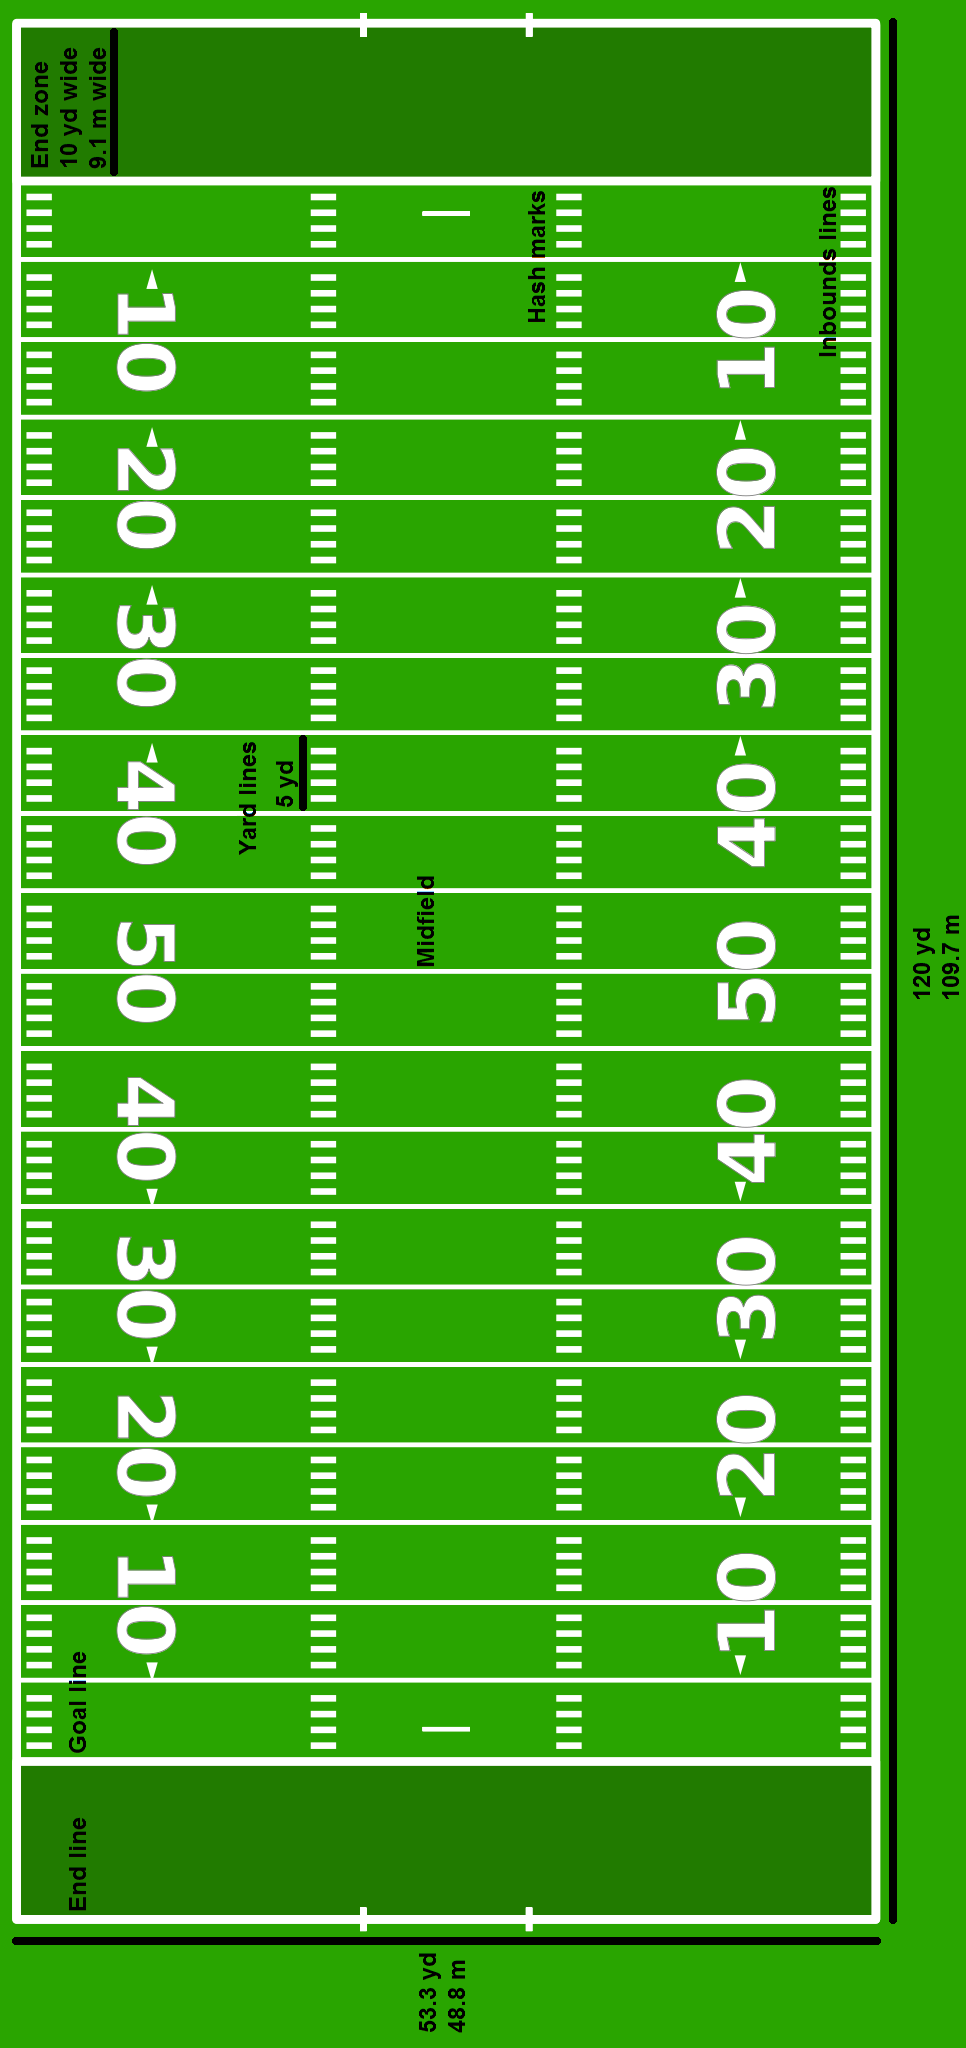 End zone
10 yd wide
9.1 m wide
Hash marks
Inbounds lines
10
10
20
20
30
30
40
40
Yard lines
5 yd
Midfield
50
50
40
40
30
30
20
20
10
10
Goal line
End line
120 yd
109.7 m
53.3 yd
48.8 m